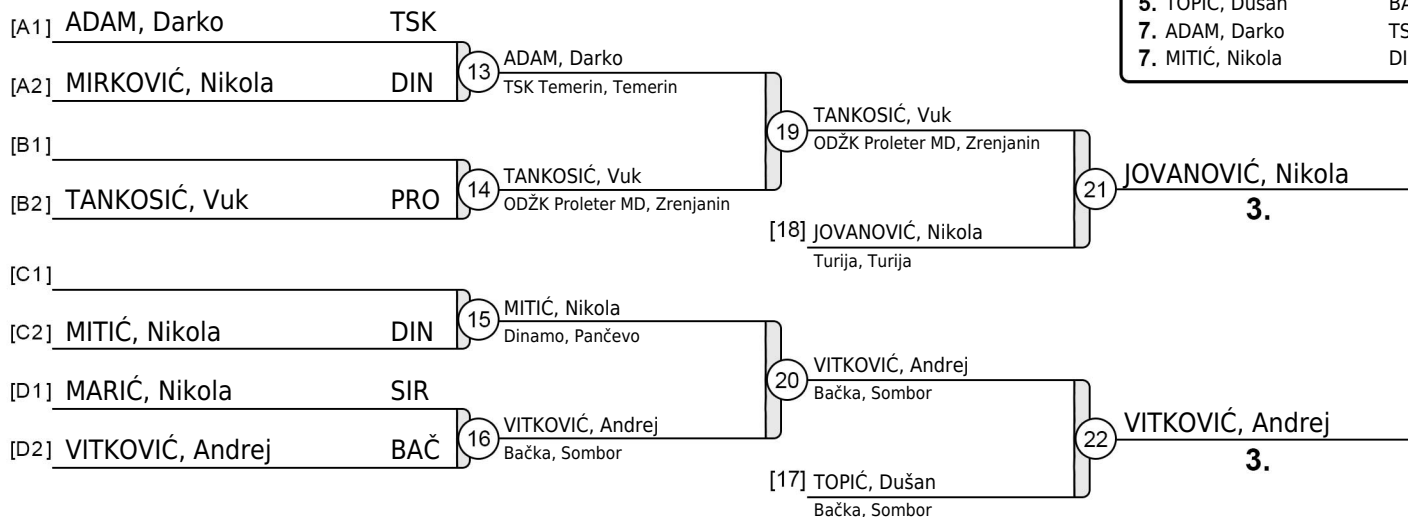 5. TOPIĆ, Dušan
7. ADAM, Darko
7. MITIĆ, Nikola DI
[A1] ADAM, Darko TSK
[A2] MIRKOVIĆ, Nikola DIN
13 ADAM, Darko
TSK Temerin, Temerin
[B1]
[B2] TANKOSIĆ, Vuk PRO
14 TANKOSIĆ, Vuk
ODŽK Proleter MD, Zrenjanin
19 TANKOSIĆ, Vuk
ODŽK Proleter MD, Zrenjanin
[18] JOVANOVIĆ, Nikola
Turija, Turija
21 JOVANOVIĆ, Nikola
3.
[C1]
[C2] MITIĆ, Nikola DIN
15 MITIĆ, Nikola
Dinamo, Pančevo
[D1] MARIĆ, Nikola SIR
[D2] VITKOVIĆ, Andrej BAČ
16 VITKOVIĆ, Andrej
Bačka, Sombor
20 VITKOVIĆ, Andrej
Bačka, Sombor
[17] TOPIĆ, Dušan
Bačka, Sombor
22 VITKOVIĆ, Andrej
3.